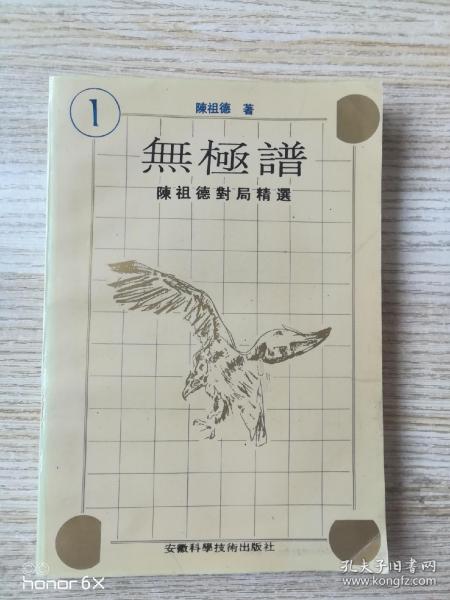 1
陳祖德 著
無極譜
陳祖德對局精選
安徽科學技術出版社
honor 6X
孔夫子旧书网
www.kongfz.com